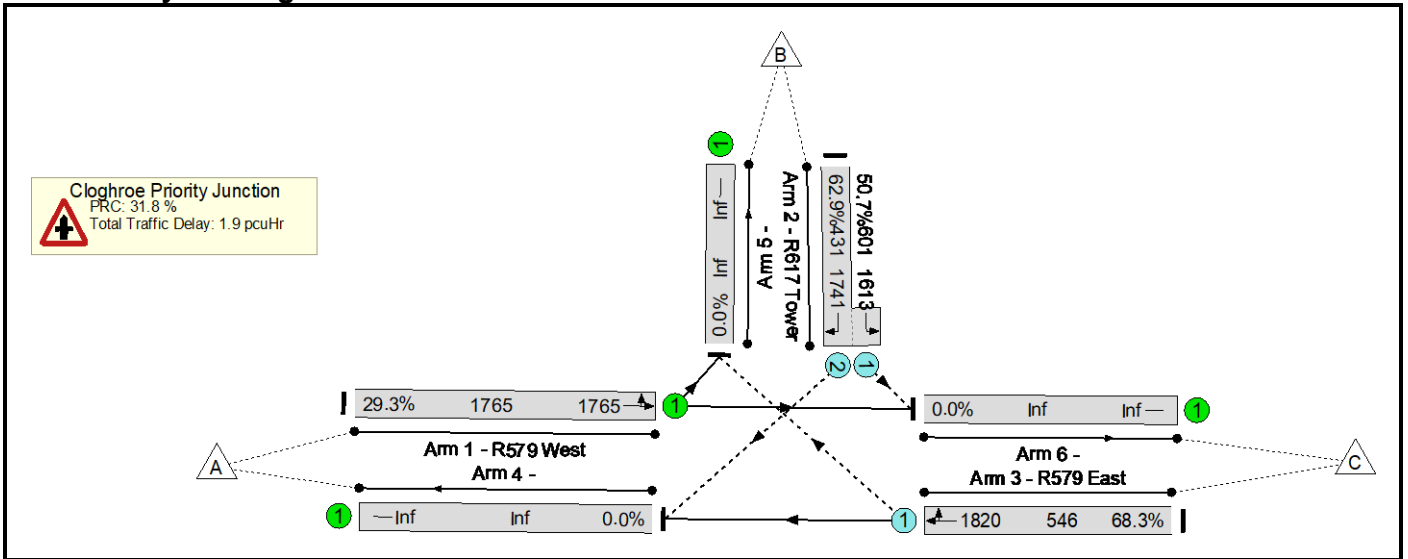 B
Cloghroe Priority Junction
PRC: 31.8 %
Total Traffic Delay: 1.9 pcuHr
1
Inf Inf 0.0%
Arm 5 -
Arm 2 - R617 Tower
62.9% 431 1741
50.7% 601 1613
2 1
29.3% 1765 1765
1
0.0% Inf Inf
1
Arm 1 - R579 West
Arm 4 -
A
Arm 6 -
Arm 3 - R579 East
C
1
Inf Inf 0.0%
1
1820 546 68.3%